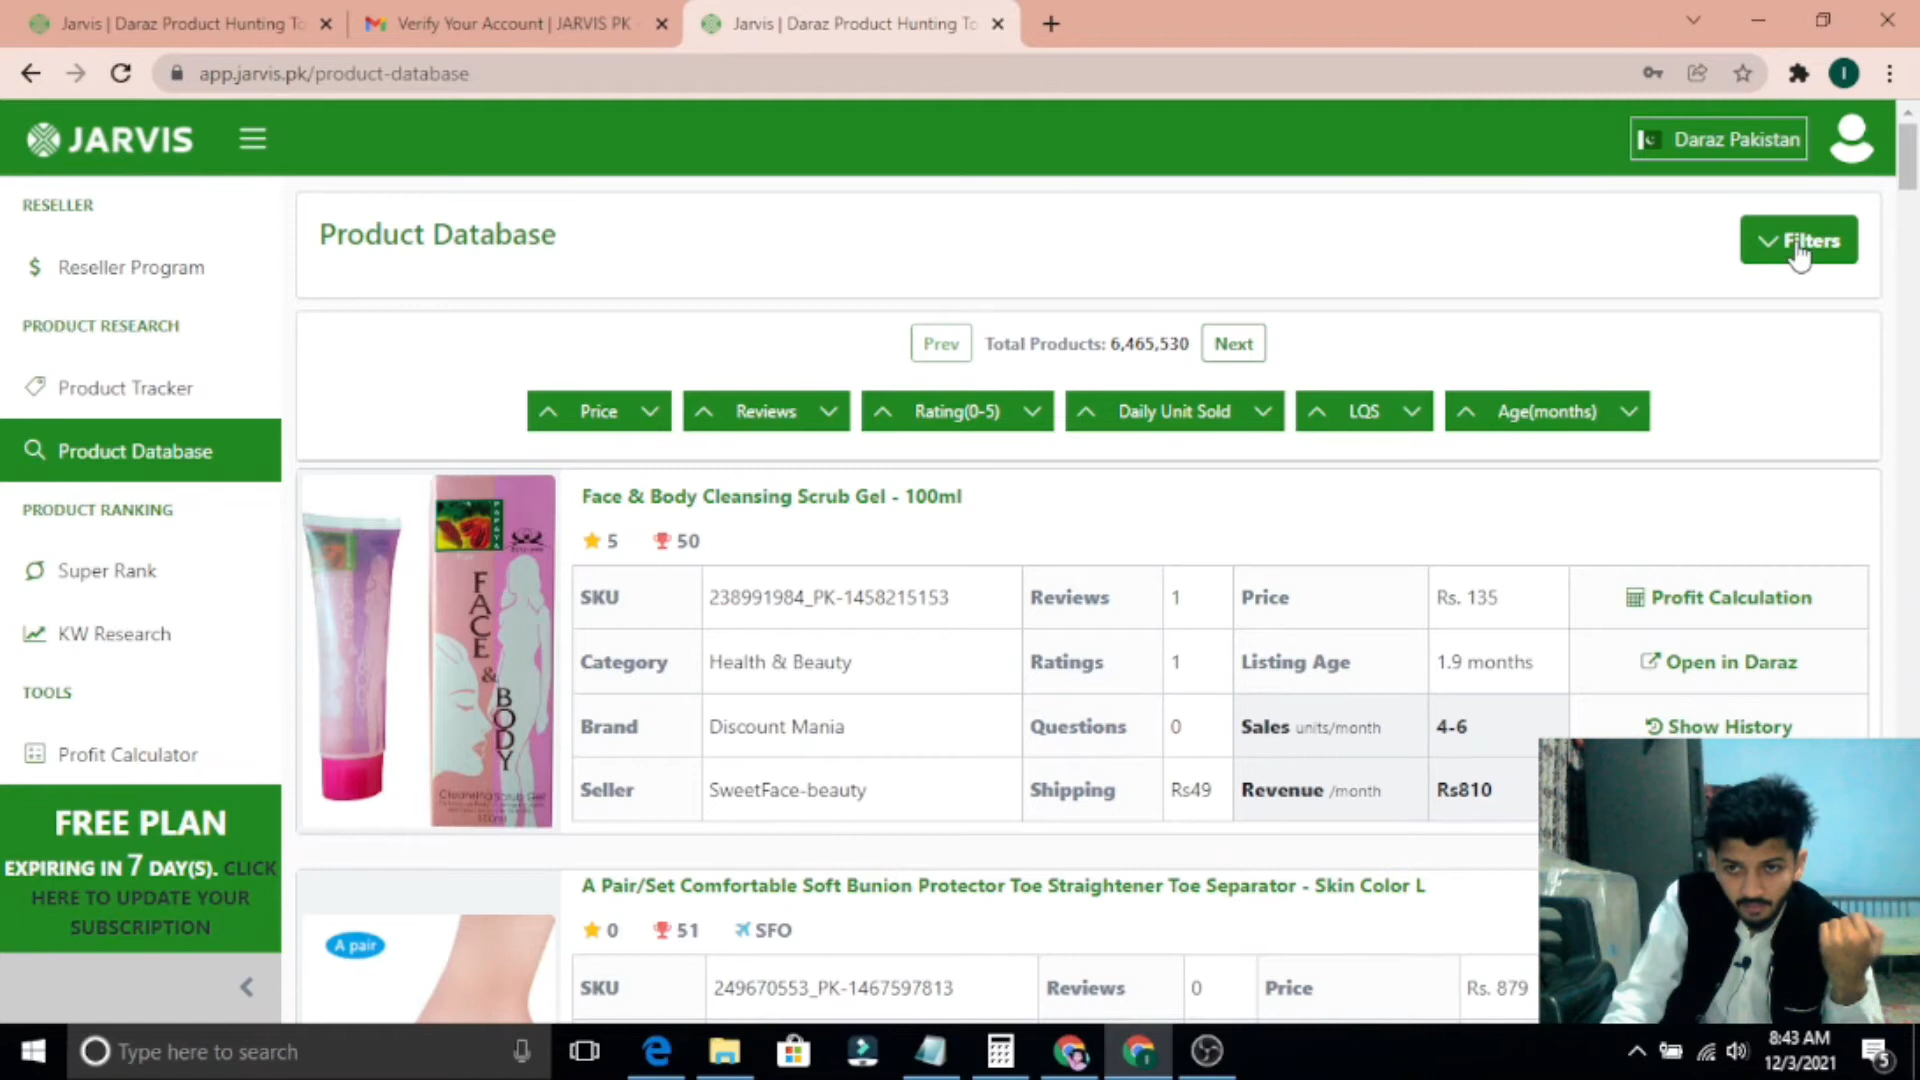 Jarvis | Daraz Product Hunting To
Verify Your Account | JARVIS PK
Jarvis | Daraz Product Hunting To
app.jarvis.pk/product-database
I
JARVIS
Daraz Pakistan
RESELLER
Reseller Program
PRODUCT RESEARCH
Product Tracker
Product Database
PRODUCT RANKING
Super Rank
KW Research
TOOLS
Profit Calculator
FREE PLAN
EXPIRING IN 7 DAY(S). CLICK
HERE TO UPDATE YOUR
SUBSCRIPTION
Product Database
Filters
Prev Total Products: 6,465,530 Next
Price Reviews Rating(0-5) Daily Unit Sold LQS Age(months)
Face & Body Cleansing Scrub Gel - 100ml
5 50
SKU 238991984_PK-1458215153 Reviews 1 Price Rs. 135 Profit Calculation
Category Health & Beauty Ratings 1 Listing Age 1.9 months Open in Daraz
Brand Discount Mania Questions 0 Sales units/month 4-6 Show History
Seller SweetFace-beauty Shipping Rs49 Revenue /month Rs810
PAPAYA
FACE
&
BODY
Cleansing Scrub Gel
100ml
A Pair/Set Comfortable Soft Bunion Protector Toe Straightener Toe Separator - Skin Color L
0 51 SFO
A pair
SKU 249670553_PK-1467597813 Reviews 0 Price Rs. 879
Type here to search
8:43 AM
12/3/2021
5